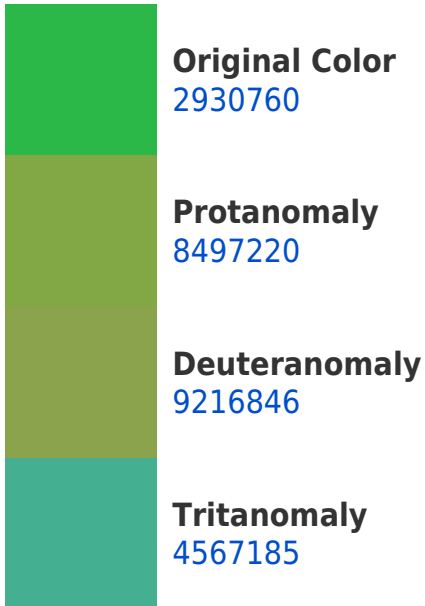 Original Color
2930760
Protanomaly
8497220
Deuteranomaly
9216846
Tritanomaly
4567185